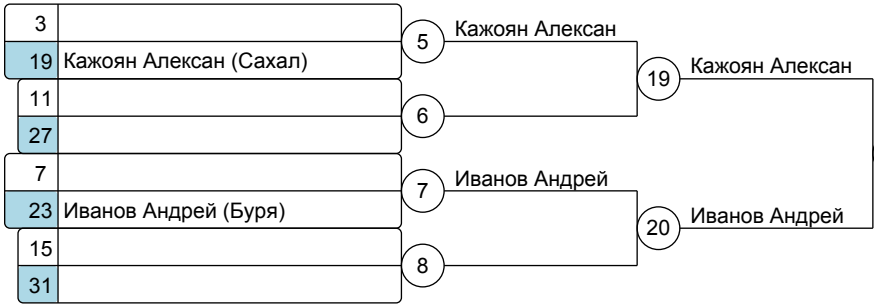 3
19 Кажоян Алексан (Сахал)
5 Кажоян Алексан
11
27
6
19 Кажоян Алексан
7
23 Иванов Андрей (Буря)
7 Иванов Андрей
15
31
8
20 Иванов Андрей